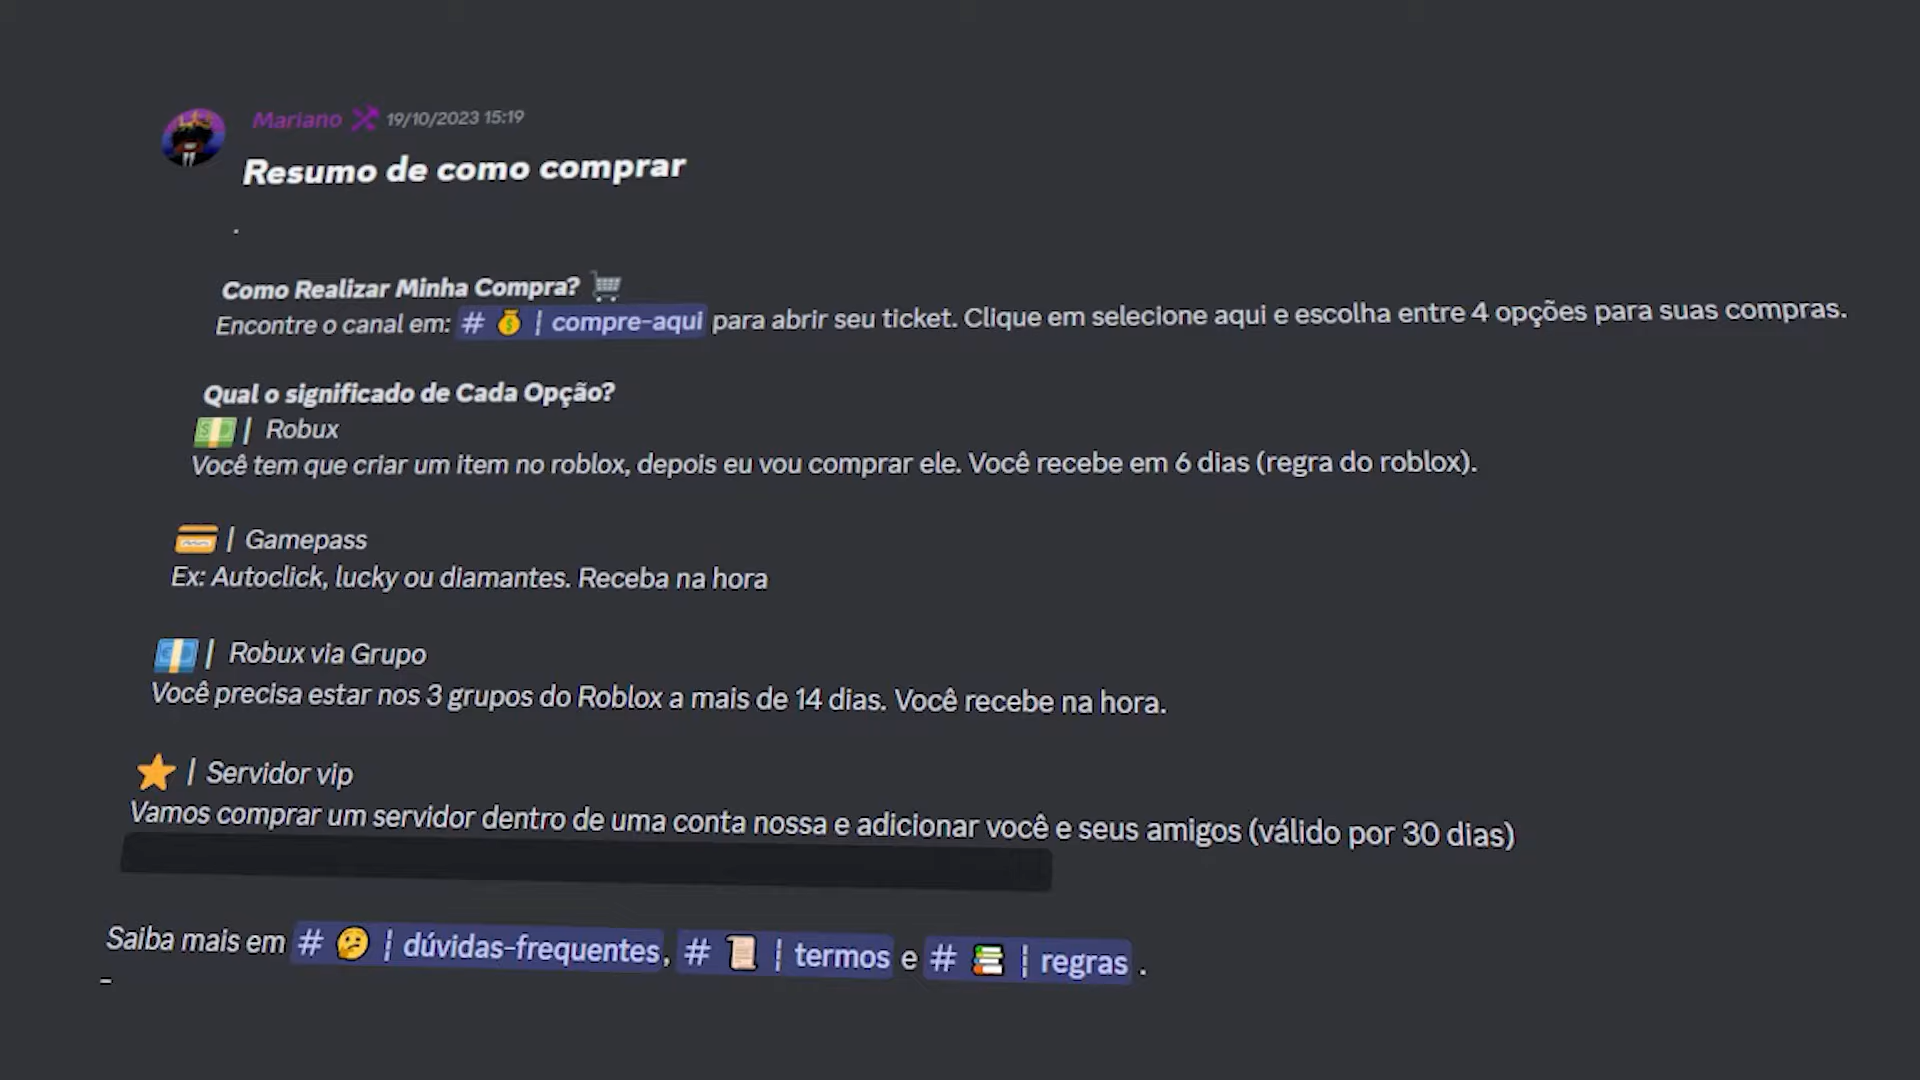 Mariano 19/10/2023 15:19
Resumo de como comprar
.
Como Realizar Minha Compra? 🛒
Encontre o canal em: # 💰 | compre-aqui para abrir seu ticket. Clique em selecione aqui e escolha entre 4 opções para suas compras.
Qual o significado de Cada Opção?
💵 | Robux
Você tem que criar um item no roblox, depois eu vou comprar ele. Você recebe em 6 dias (regra do roblox).
💳 | Gamepass
Ex: Autoclick, lucky ou diamantes. Receba na hora
💶 | Robux via Grupo
Você precisa estar nos 3 grupos do Roblox a mais de 14 dias. Você recebe na hora.
⭐ | Servidor vip
Vamos comprar um servidor dentro de uma conta nossa e adicionar você e seus amigos (válido por 30 dias)
Saiba mais em # 🤔 ¦ dúvidas-frequentes, # 📜 ¦ termos e # 📚 ¦ regras .
_